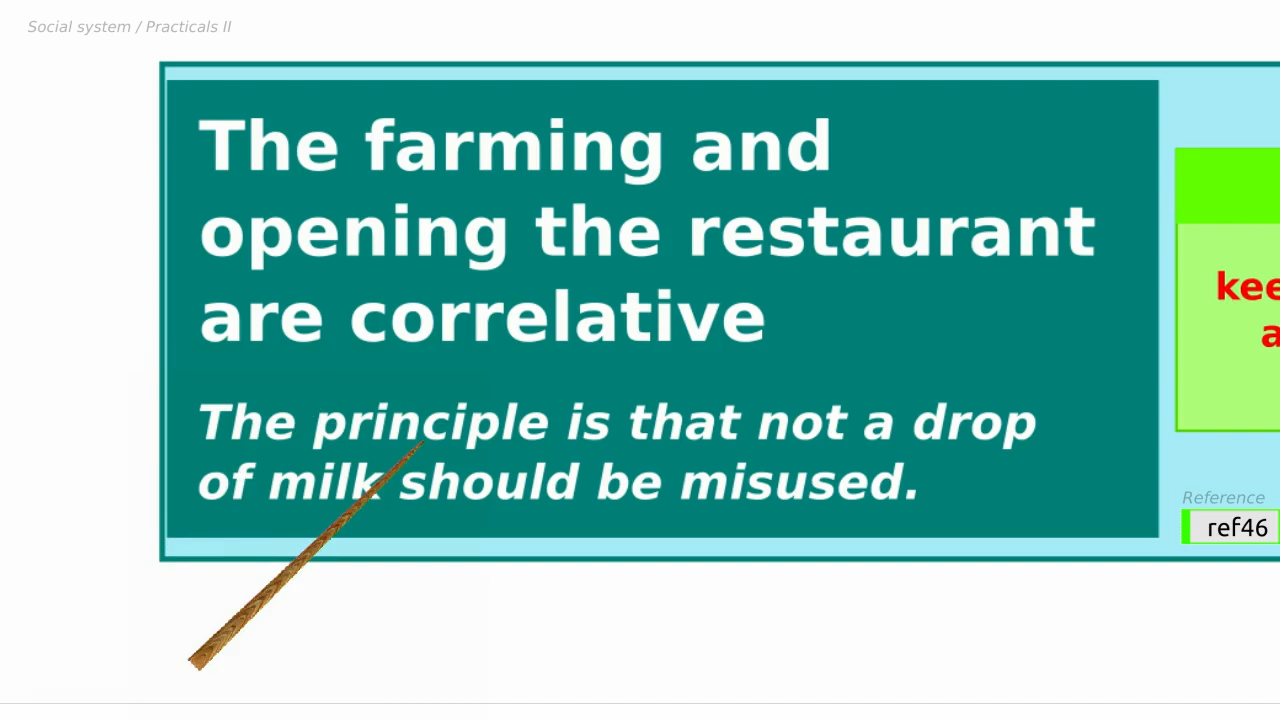 Social system / Practicals II
The farming and
opening the restaurant
are correlative
The principle is that not a drop
of milk should be misused.
Reference
ref46